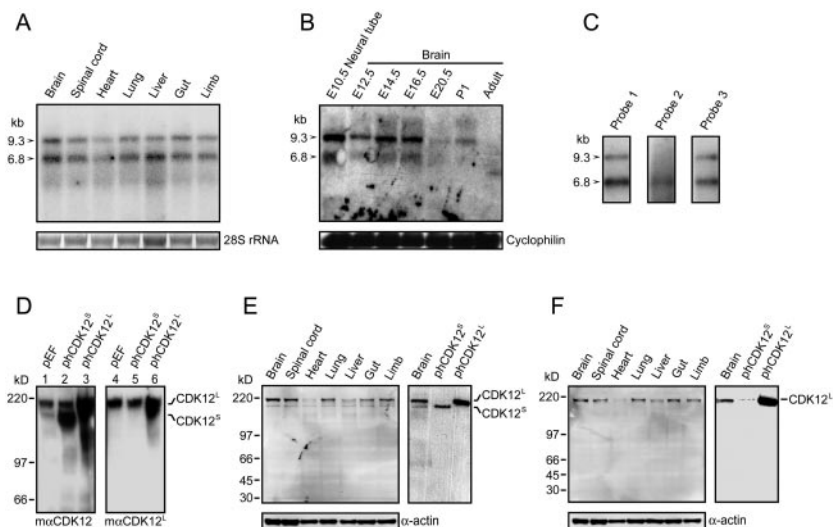 A
Brain
Spinal cord
Heart
Lung
Liver
Gut
Limb
kb
9.3
6.8
28S rRNA
B
Brain
E10.5 Neural tube
E12.5
E14.5
E16.5
E20.5
P1
Adult
kb
9.3
6.8
Cyclophilin
C
Probe 1
Probe 2
Probe 3
kb
9.3
6.8
D
pEF
phCDK12ˢ
phCDK12ᴸ
pEF
phCDK12ˢ
phCDK12ᴸ
kD
1 2 3 4 5 6
220
97
66
CDK12ᴸ
CDK12ˢ
mαCDK12
mαCDK12ᴸ
E
Brain
Spinal cord
Heart
Lung
Liver
Gut
Limb
Brain
phCDK12ˢ
phCDK12ᴸ
kD
220
97
66
45
30
CDK12ᴸ
CDK12ˢ
α-actin
F
Brain
Spinal cord
Heart
Lung
Liver
Gut
Limb
Brain
phCDK12ˢ
phCDK12ᴸ
kD
220
97
66
45
30
CDK12ᴸ
α-actin